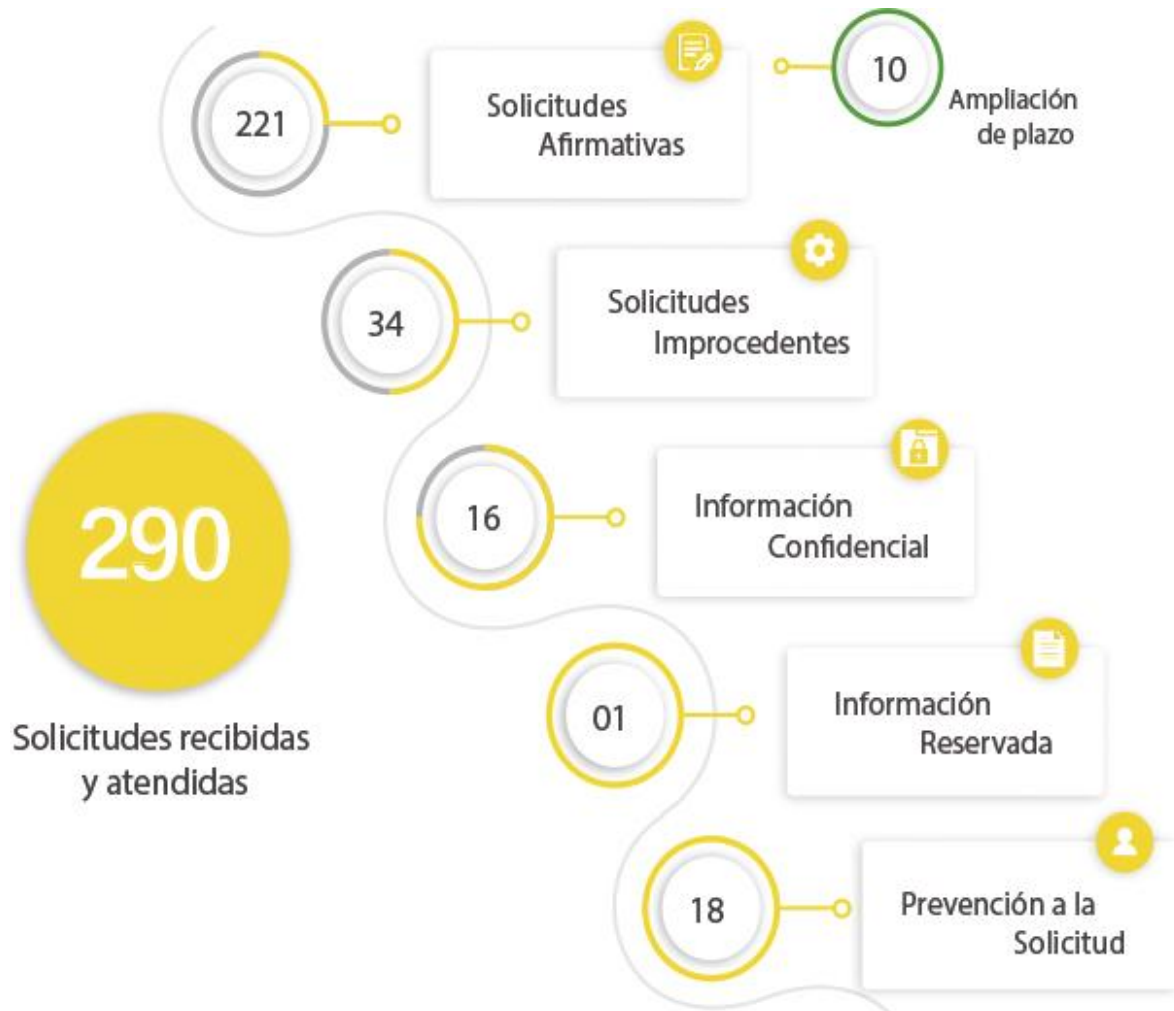 221
Solicitudes
Afirmativas
10
Ampliación
de plazo
34
Solicitudes
Improcedentes
290
Solicitudes recibidas
y atendidas
16
Información
Confidencial
01
Información
Reservada
18
Prevención a la
Solicitud